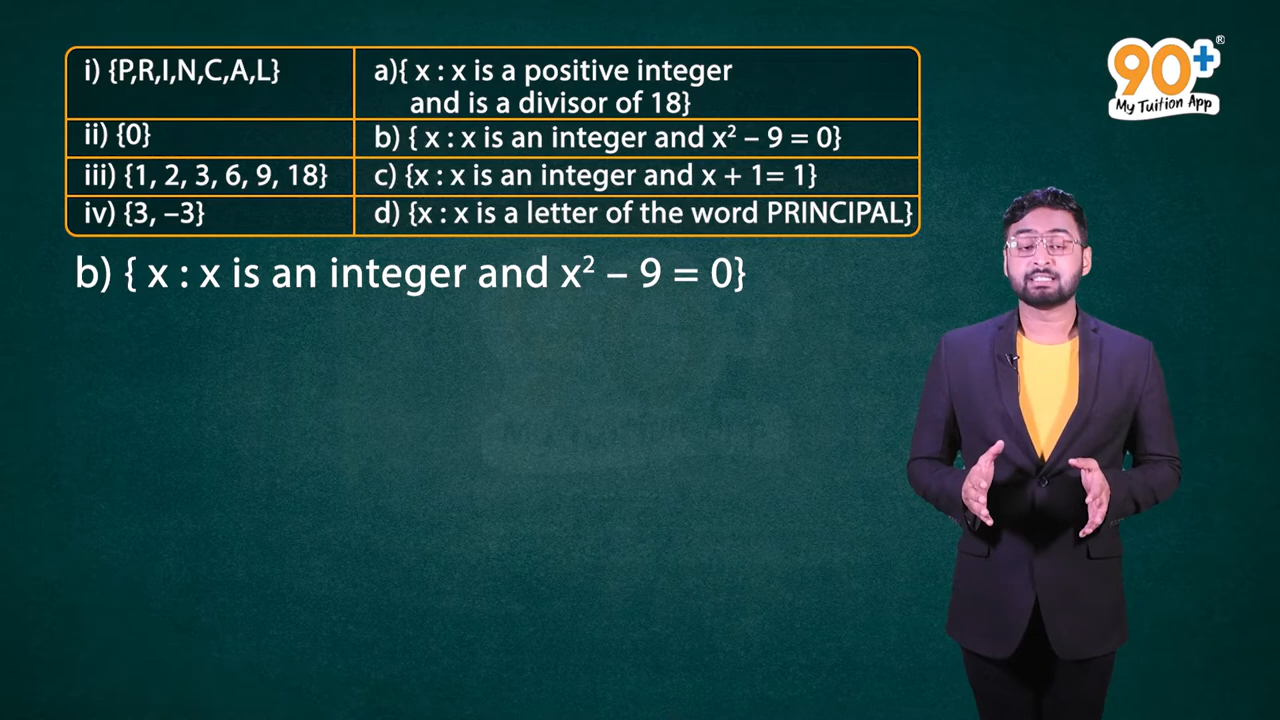 i) {P,R,I,N,C,A,L}
a){ x : x is a positive integer
and is a divisor of 18}
ii) {0}
b) { x : x is an integer and x² – 9 = 0}
iii) {1, 2, 3, 6, 9, 18}
c) {x : x is an integer and x + 1= 1}
iv) {3, –3}
d) {x : x is a letter of the word PRINCIPAL}
b) { x : x is an integer and x² – 9 = 0}
90+®
My Tuition App